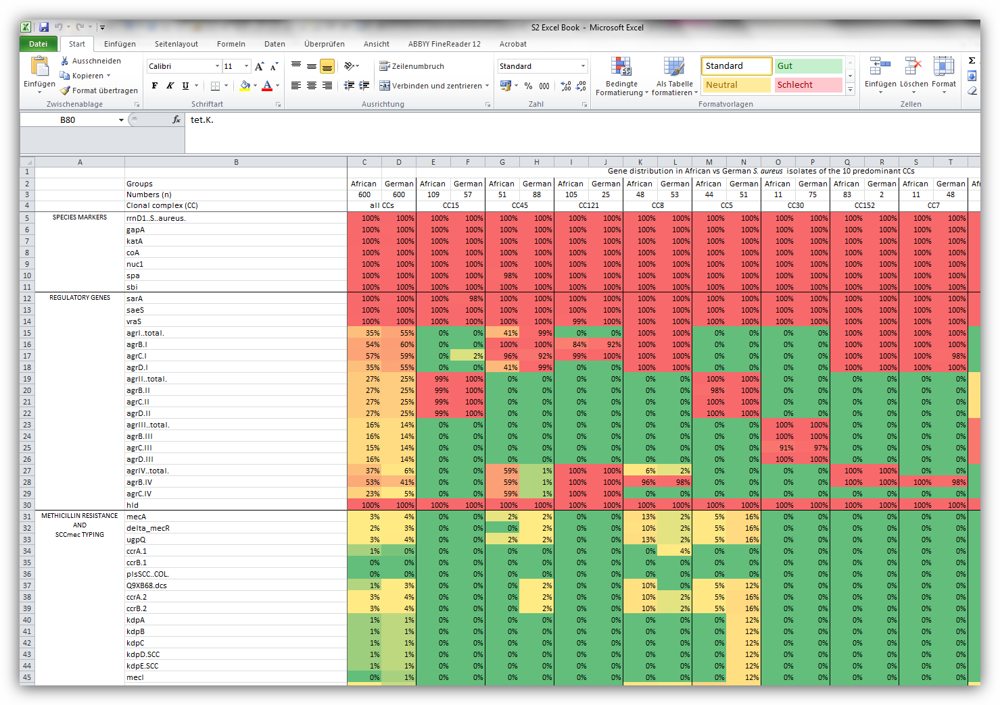 S2 Excel Book - Microsoft Excel
Datei Start Einfügen Seitenlayout Formeln Daten Überprüfen Ansicht ABBYY FineReader 12 Acrobat
Einfügen Ausschneiden Kopieren Format übertragen Zwischenablage
Calibri 11 F K U Schriftart
Zeilenumbruch Verbinden und zentrieren Ausrichtung
Standard % 000 Zahl
Bedingte Formatierung Als Tabelle formatieren Standard Gut Neutral Schlecht Formatvorlagen
Einfügen Löschen Format Zellen Σ
B80 fx tet.K.
A B C D E F G H I J K L M N O P Q R S T
1 Gene distribution in African vs German S. aureus isolates of the 10 predominant CCs
2 Groups African German African German African German African German African German African German African German African German African German
3 Numbers (n) 600 600 109 57 51 88 105 25 48 53 44 51 11 75 83 2 11 48
4 Clonal complex (CC) all CCs CC15 CC45 CC121 CC8 CC5 CC30 CC152 CC7
5 SPECIES MARKERS rrnD1..S..aureus. 100% 100% 100% 100% 100% 100% 100% 100% 100% 100% 100% 100% 100% 100% 100% 100% 100% 100%
6 gapA 100% 100% 100% 100% 100% 100% 100% 100% 100% 100% 100% 100% 100% 100% 100% 100% 100% 100%
7 katA 100% 100% 100% 100% 100% 100% 100% 100% 100% 100% 100% 100% 100% 100% 100% 100% 100% 100%
8 coA 100% 100% 100% 100% 100% 100% 100% 100% 100% 100% 100% 100% 100% 100% 100% 100% 100% 100%
9 nuc1 100% 100% 100% 100% 100% 100% 100% 100% 100% 100% 100% 100% 100% 100% 100% 100% 100% 100%
10 spa 100% 100% 100% 100% 98% 100% 100% 100% 100% 100% 100% 100% 100% 100% 100% 100% 100% 100%
11 sbi 100% 100% 100% 100% 100% 100% 100% 100% 100% 100% 100% 100% 100% 100% 100% 100% 100% 100%
12 REGULATORY GENES sarA 100% 100% 100% 98% 100% 100% 100% 100% 100% 100% 100% 100% 100% 100% 100% 100% 100% 100%
13 saeS 100% 100% 100% 100% 100% 100% 100% 100% 100% 100% 100% 100% 100% 100% 100% 100% 100% 100%
14 vraS 100% 100% 100% 100% 100% 100% 99% 100% 100% 100% 100% 100% 100% 100% 100% 100% 100% 100%
15 agrI..total. 35% 55% 0% 0% 41% 99% 0% 0% 100% 100% 0% 0% 0% 0% 100% 100% 100% 100%
16 agrB.I 54% 60% 0% 0% 100% 100% 84% 92% 100% 100% 0% 0% 0% 0% 100% 100% 100% 100%
17 agrC.I 57% 59% 0% 2% 96% 92% 99% 100% 100% 100% 0% 0% 0% 0% 100% 100% 100% 98%
18 agrD.I 35% 55% 0% 0% 41% 99% 0% 0% 100% 100% 0% 0% 0% 0% 100% 100% 100% 100%
19 agrII..total. 27% 25% 99% 100% 0% 0% 0% 0% 0% 0% 100% 100% 0% 0% 0% 0% 0% 0%
20 agrB.II 27% 25% 99% 100% 0% 0% 0% 0% 0% 0% 98% 100% 0% 0% 0% 0% 0% 0%
21 agrC.II 27% 25% 99% 100% 0% 0% 0% 0% 0% 0% 100% 100% 0% 0% 0% 0% 0% 0%
22 agrD.II 27% 25% 99% 100% 0% 0% 0% 0% 0% 0% 100% 100% 0% 0% 0% 0% 0% 0%
23 agrIII..total. 16% 14% 0% 0% 0% 0% 0% 0% 0% 0% 0% 0% 100% 100% 0% 0% 0% 0%
24 agrB.III 16% 14% 0% 0% 0% 0% 0% 0% 0% 0% 0% 0% 100% 100% 0% 0% 0% 0%
25 agrC.III 15% 14% 0% 0% 0% 0% 0% 0% 0% 0% 0% 0% 91% 97% 0% 0% 0% 0%
26 agrD.III 16% 14% 0% 0% 0% 0% 0% 0% 0% 0% 0% 0% 100% 100% 0% 0% 0% 0%
27 agrIV..total. 37% 6% 0% 0% 59% 1% 100% 100% 6% 2% 0% 0% 0% 0% 100% 100% 0% 0%
28 agrB.IV 53% 41% 0% 0% 59% 1% 100% 100% 96% 98% 0% 0% 0% 0% 100% 100% 100% 98%
29 agrC.IV 23% 5% 0% 0% 59% 1% 100% 100% 0% 0% 0% 0% 0% 0% 0% 0% 0% 0%
30 hld 100% 100% 100% 100% 100% 100% 100% 100% 100% 100% 100% 100% 100% 100% 100% 100% 100% 100%
31 METHICILLIN RESISTANCE mecA 3% 4% 0% 0% 2% 2% 0% 0% 13% 2% 5% 16% 0% 0% 0% 0% 0% 0%
32 AND delta_mecR 2% 3% 0% 0% 0% 2% 0% 0% 10% 2% 5% 16% 0% 0% 0% 0% 0% 0%
33 SCCmec TYPING ugpQ 3% 4% 0% 0% 2% 2% 0% 0% 13% 2% 5% 16% 0% 0% 0% 0% 0% 0%
34 ccrA.1 1% 0% 0% 0% 0% 0% 0% 0% 0% 4% 0% 0% 0% 0% 0% 0% 0% 0%
35 ccrB.1 0% 0% 0% 0% 0% 0% 0% 0% 0% 0% 0% 0% 0% 0% 0% 0% 0% 0%
36 plsSCC..COL. 0% 0% 0% 0% 0% 0% 0% 0% 0% 0% 0% 0% 0% 0% 0% 0% 0% 0%
37 Q9XB68.dcs 1% 3% 0% 0% 0% 2% 0% 0% 10% 0% 5% 12% 0% 0% 0% 0% 0% 0%
38 ccrA.2 3% 4% 0% 0% 0% 2% 0% 0% 10% 2% 5% 16% 0% 0% 0% 0% 0% 0%
39 ccrB.2 3% 4% 0% 0% 0% 2% 0% 0% 10% 2% 5% 16% 0% 0% 0% 0% 0% 0%
40 kdpA 1% 1% 0% 0% 0% 0% 0% 0% 0% 0% 0% 12% 0% 0% 0% 0% 0% 0%
41 kdpB 1% 1% 0% 0% 0% 0% 0% 0% 0% 0% 0% 12% 0% 0% 0% 0% 0% 0%
42 kdpC 1% 1% 0% 0% 0% 0% 0% 0% 0% 0% 0% 12% 0% 0% 0% 0% 0% 0%
43 kdpD.SCC 1% 1% 0% 0% 0% 0% 0% 0% 0% 0% 0% 12% 0% 0% 0% 0% 0% 0%
44 kdpE.SCC 1% 1% 0% 0% 0% 0% 0% 0% 0% 0% 0% 12% 0% 0% 0% 0% 0% 0%
45 mecI 0% 1% 0% 0% 0% 0% 0% 0% 0% 0% 0% 12% 0% 0% 0% 0% 0% 0%